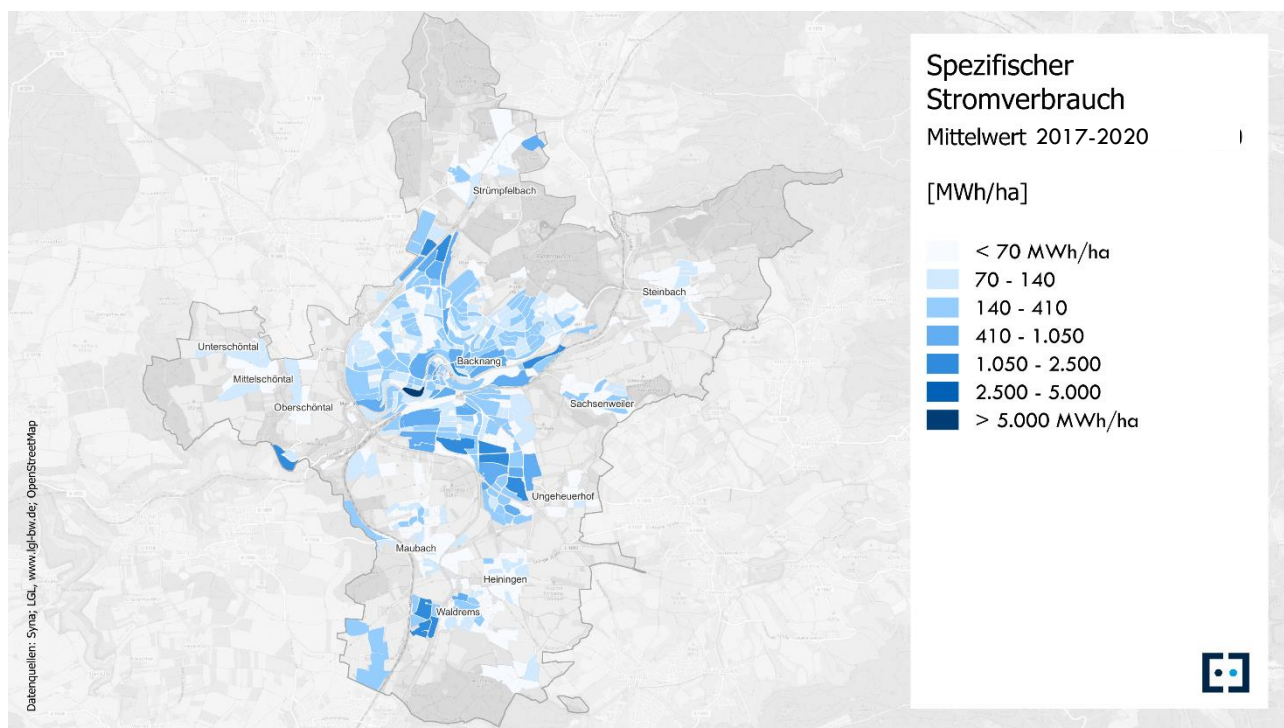 Spezifischer
Stromverbrauch
Mittelwert 2017-2020
[MWh/ha]
< 70 MWh/ha
70 - 140
140 - 410
410 - 1.050
1.050 - 2.500
2.500 - 5.000
> 5.000 MWh/ha
Strümpfelbach
Steinbach
Unterschöntal
Backnang
Mittelschöntal
Oberschöntal
Sachsenweiler
Ungeheuerhof
Maubach
Heiningen
Waldrems
Datenquellen: Syna; LGL, www.lgl-bw.de; OpenStreetMap